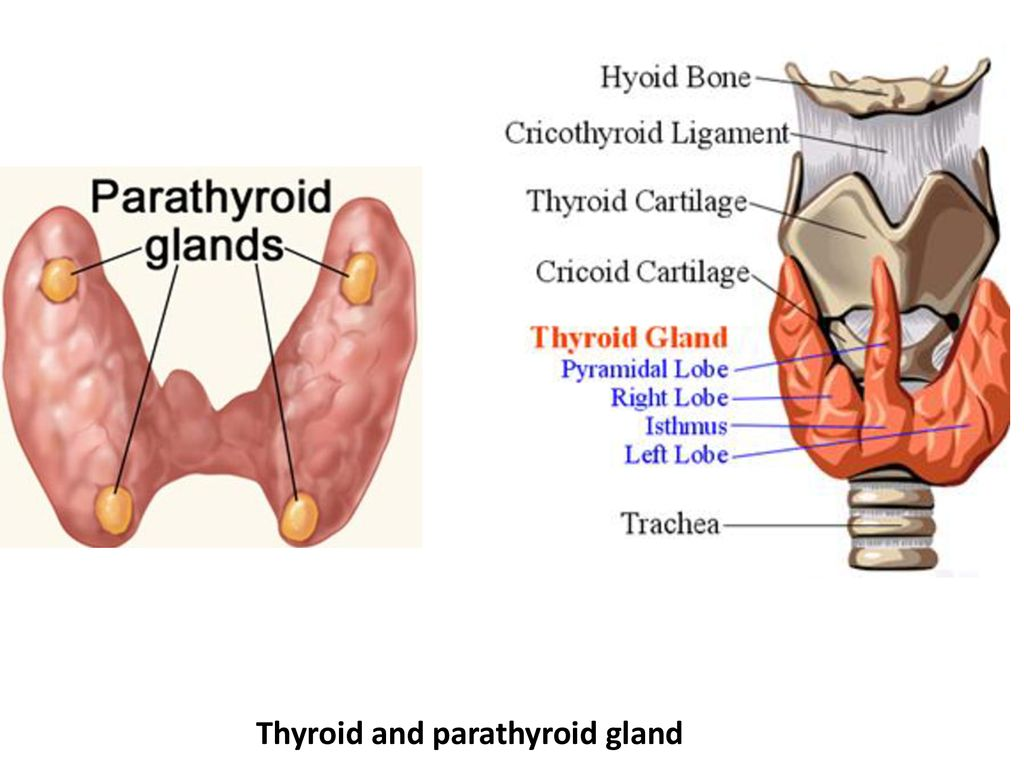 Parathyroid
glands
Hyoid Bone
Cricothyroid Ligament
Thyroid Cartilage
Cricoid Cartilage
Thyroid Gland
Pyramidal Lobe
Right Lobe
Isthmus
Left Lobe
Trachea
Thyroid and parathyroid gland